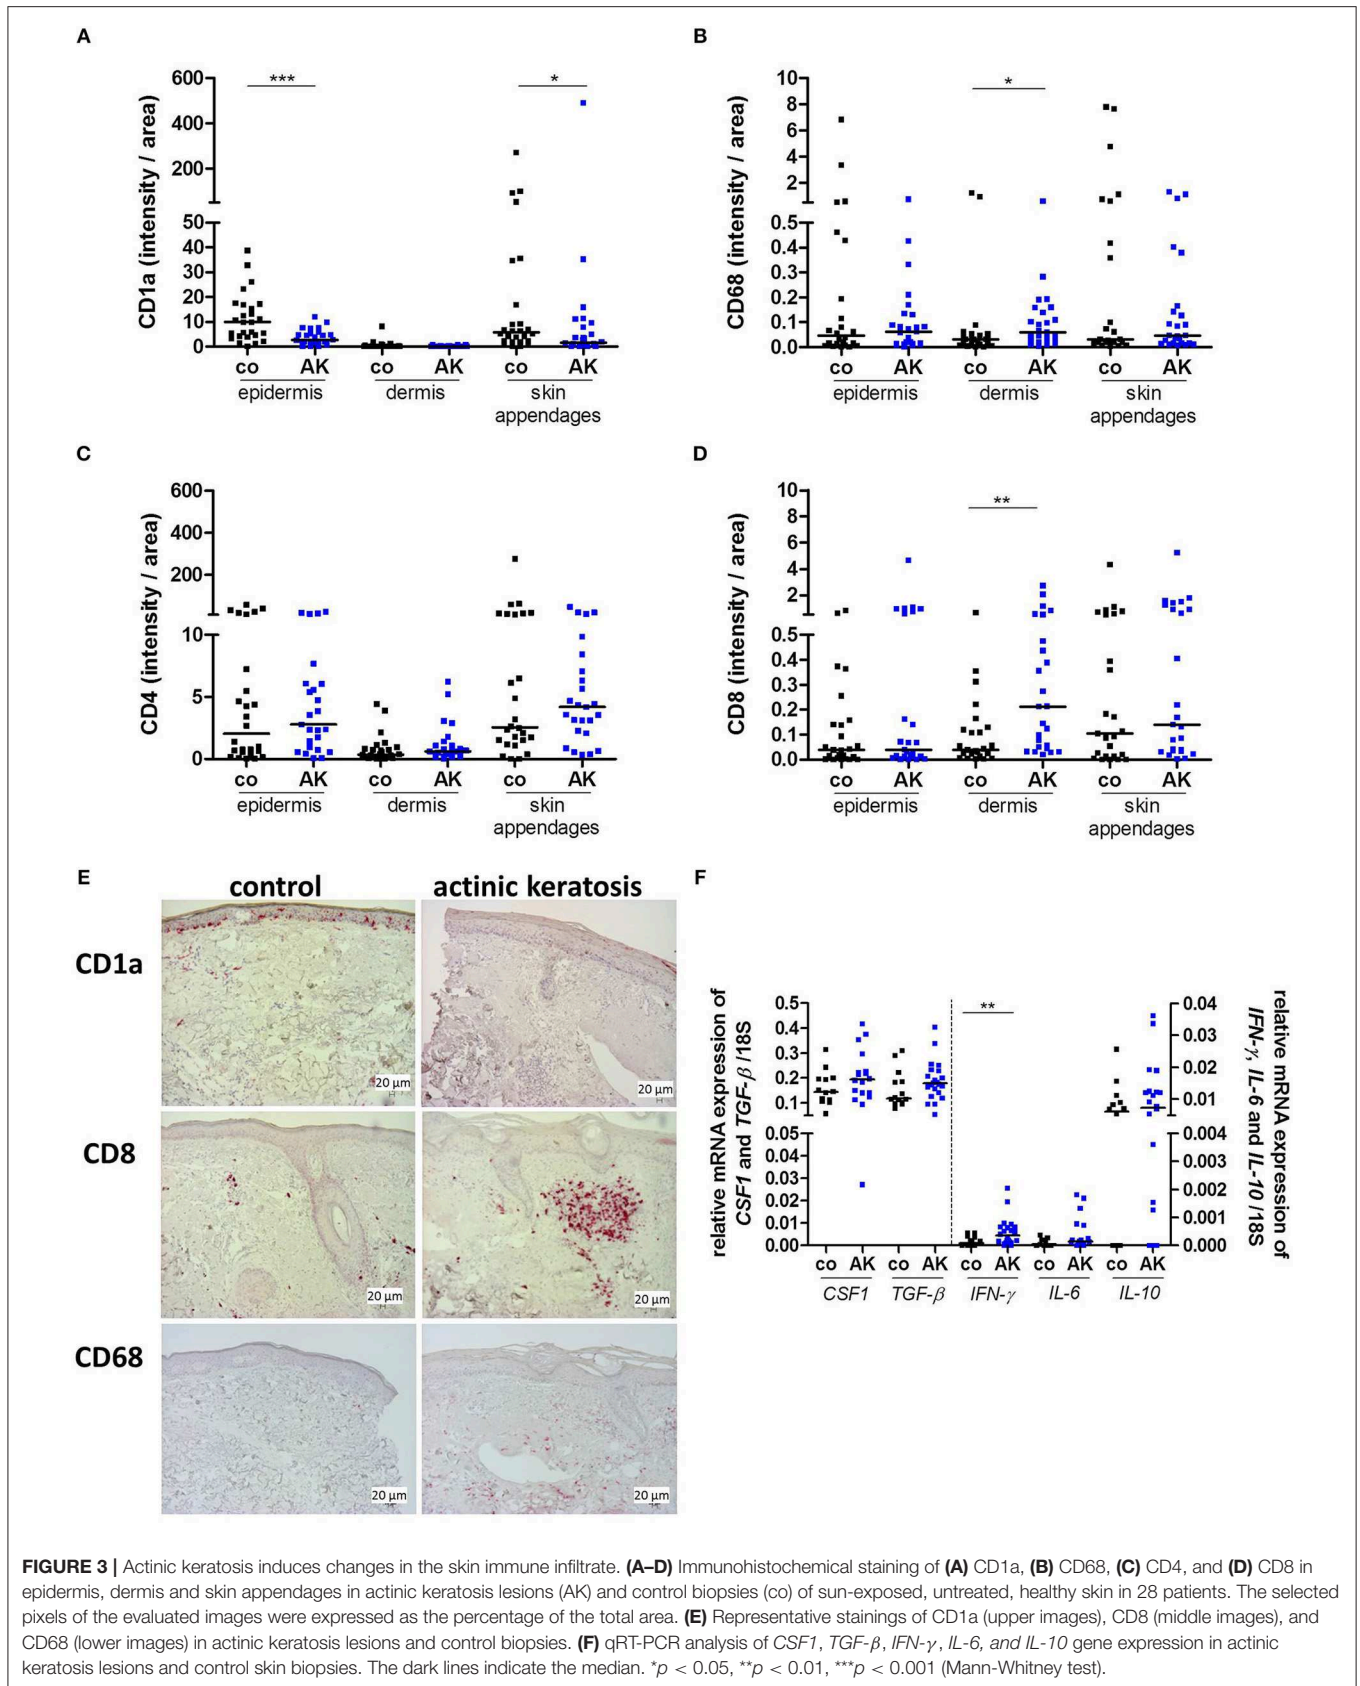 A
CD1a (intensity / area)
600
400
200
50
40
30
20
10
0
***
*
co AK co AK co AK
epidermis dermis skin
appendages
B
CD68 (intensity / area)
10
8
6
4
2
0.5
0.4
0.3
0.2
0.1
0.0
*
co AK co AK co AK
epidermis dermis skin
appendages
C
CD4 (intensity / area)
600
400
200
10
5
0
co AK co AK co AK
epidermis dermis skin
appendages
D
CD8 (intensity / area)
10
8
6
4
2
0.5
0.4
0.3
0.2
0.1
0.0
**
co AK co AK co AK
epidermis dermis skin
appendages
E
control actinic keratosis
CD1a
20 µm 20 µm
CD8
20 µm 20 µm
CD68
20 µm 20 µm
F
relative mRNA expression of
CSF1 and TGF-β /18S
0.5
0.4
0.3
0.2
0.1
0.05
0.04
0.03
0.02
0.01
0.00
**
0.04
0.03
0.02
0.01
0.004
0.003
0.002
0.001
0.000
relative mRNA expression of
IFN-γ, IL-6 and IL-10 /18S
co AK co AK co AK co AK co AK
CSF1 TGF-β IFN-γ IL-6 IL-10
FIGURE 3 | Actinic keratosis induces changes in the skin immune infiltrate. (A–D) Immunohistochemical staining of (A) CD1a, (B) CD68, (C) CD4, and (D) CD8 in
epidermis, dermis and skin appendages in actinic keratosis lesions (AK) and control biopsies (co) of sun-exposed, untreated, healthy skin in 28 patients. The selected
pixels of the evaluated images were expressed as the percentage of the total area. (E) Representative stainings of CD1a (upper images), CD8 (middle images), and
CD68 (lower images) in actinic keratosis lesions and control biopsies. (F) qRT-PCR analysis of CSF1, TGF-β, IFN-γ, IL-6, and IL-10 gene expression in actinic
keratosis lesions and control skin biopsies. The dark lines indicate the median. *p < 0.05, **p < 0.01, ***p < 0.001 (Mann-Whitney test).